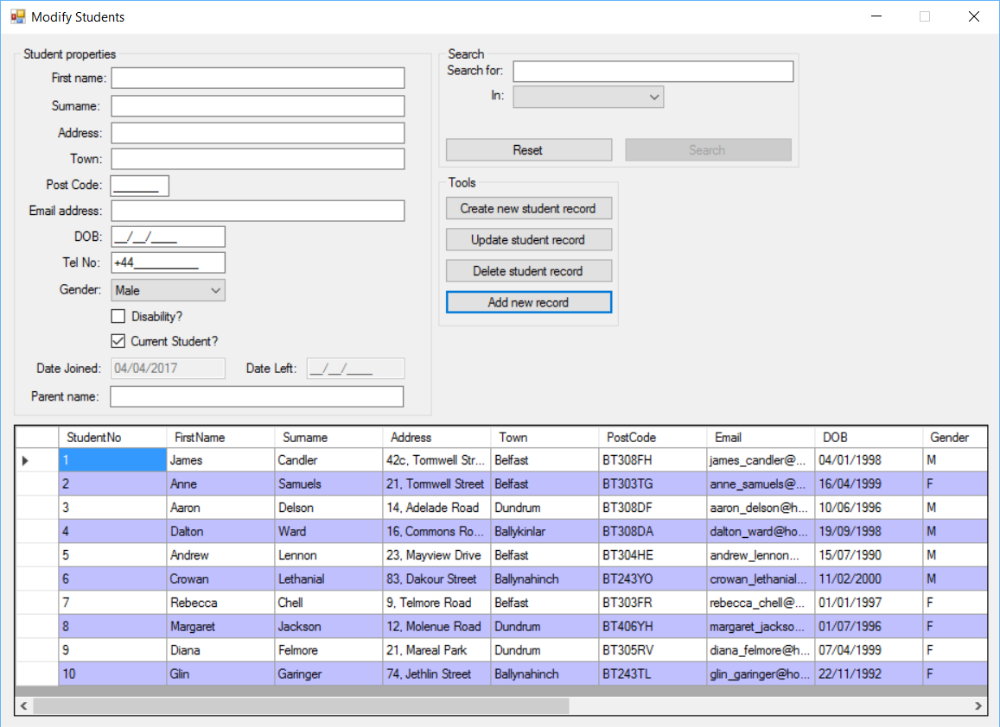 Modify Students
Student properties
First name:
Surname:
Address:
Town:
Post Code: _______
Email address:
DOB: __/__/____
Tel No: +44__________
Gender: Male
Disability?
Current Student?
Date Joined: 04/04/2017 Date Left: __/__/____
Parent name:
Search
Search for:
In:
Reset Search
Tools
Create new student record
Update student record
Delete student record
Add new record
StudentNo FirstName Surname Address Town PostCode Email DOB Gender
1 James Candler 42c, Tormwell Str... Belfast BT308FH james_candler@... 04/01/1998 M
2 Anne Samuels 21, Tormwell Street Belfast BT303TG anne_samuels@... 16/04/1999 F
3 Aaron Delson 14, Adelade Road Dundrum BT308DF aaron_delson@h... 10/06/1996 M
4 Dalton Ward 16, Commons Ro... Ballykinlar BT308DA dalton_ward@ho... 19/09/1998 M
5 Andrew Lennon 23, Mayview Drive Belfast BT304HE andrew_lennon... 15/07/1990 M
6 Crowan Lethanial 83, Dakour Street Ballynahinch BT243YO crowan_lethanial... 11/02/2000 M
7 Rebecca Chell 9, Telmore Road Belfast BT303FR rebecca_chell@... 01/01/1997 F
8 Margaret Jackson 12, Molenue Road Dundrum BT406YH margaret_jackso... 01/07/1996 F
9 Diana Felmore 21, Mareal Park Dundrum BT305RV diana_felmore@h... 07/04/1999 F
10 Glin Garinger 74, Jethlin Street Ballynahinch BT243TL glin_garinger@ho... 22/11/1992 F